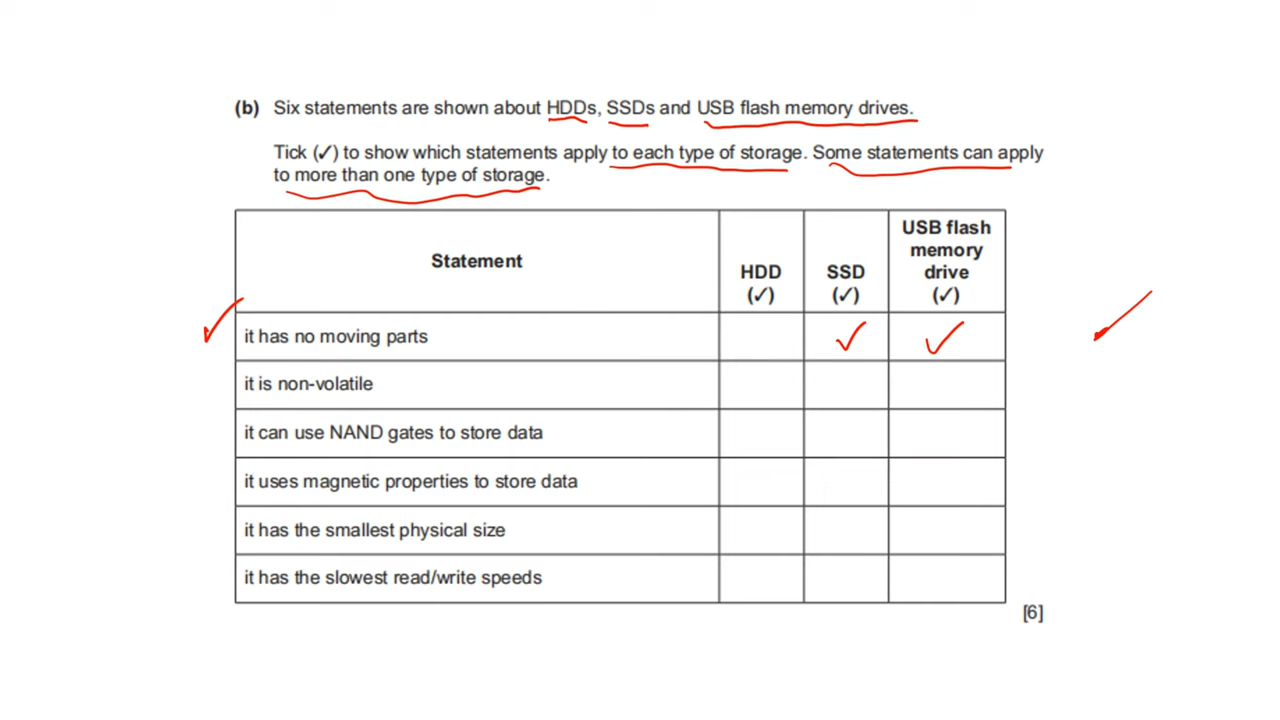 (b) Six statements are shown about HDDs, SSDs and USB flash memory drives.
Tick (✓) to show which statements apply to each type of storage. Some statements can apply
to more than one type of storage.
Statement
HDD
(✓)
SSD
(✓)
USB flash
memory
drive
(✓)
it has no moving parts ✓ ✓
it is non-volatile
it can use NAND gates to store data
it uses magnetic properties to store data
it has the smallest physical size
it has the slowest read/write speeds
[6]